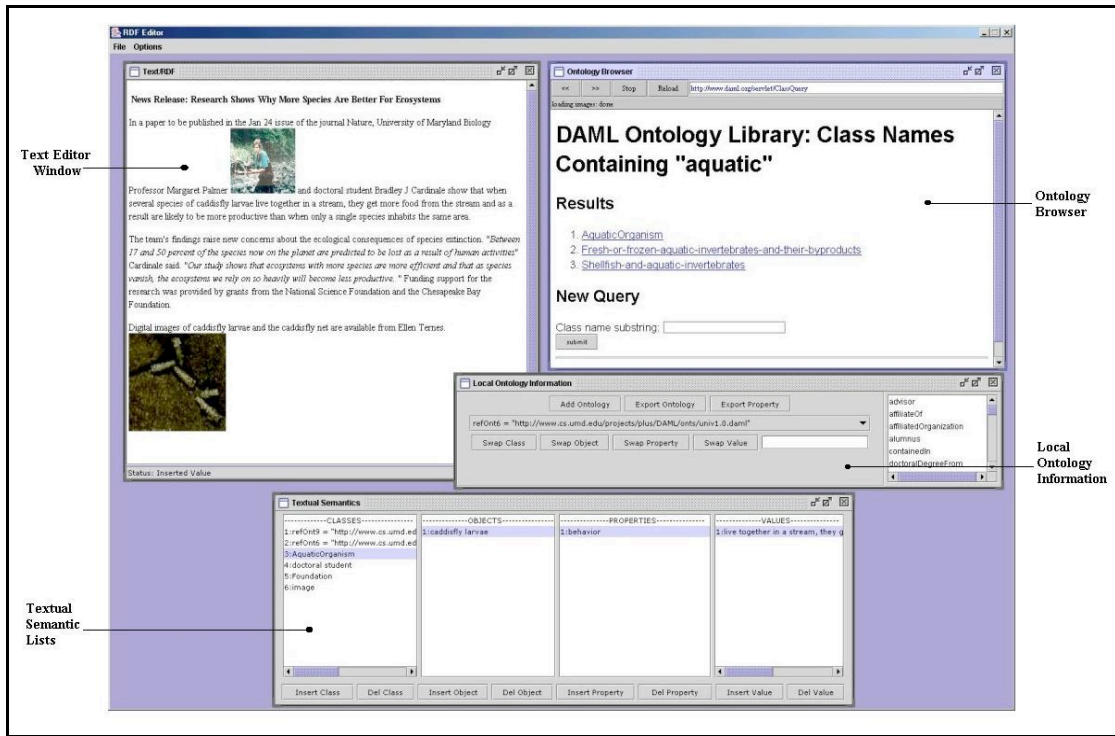 RDF Editor
File Options
Text/RDF
News Release: Research Shows Why More Species Are Better For Ecosystems
In a paper to be published in the Jan 24 issue of the journal Nature, University of Maryland Biology
Professor Margaret Palmer and doctoral student Bradley J Cardinale show that when
several species of caddisfly larvae live together in a stream, they get more food from the stream and as a
result are likely to be more productive than when only a single species inhabits the same area.
The team's findings raise new concerns about the ecological consequences of species extinction. "Between
17 and 50 percent of the species now on the planet are predicted to be lost as a result of human activities"
Cardinale said. "Our study shows that ecosystems with more species are more efficient and that as species
vanish, the ecosystems we rely on so heavily will become less productive. " Funding support for the
research was provided by grants from the National Science Foundation and the Chesapeake Bay
Foundation.
Digital images of caddisfly larvae and the caddisfly net are available from Ellen Ternes.
Status: Inserted Value
Text Editor
Window
Ontology Browser
<< >> Stop Reload http://www.daml.org/servlet/ClassQuery
loading images: done
DAML Ontology Library: Class Names
Containing "aquatic"
Results
1. AquaticOrganism
2. Fresh-or-frozen-aquatic-invertebrates-and-their-byproducts
3. Shellfish-and-aquatic-invertebrates
New Query
Class name substring:
submit
Ontology
Browser
Local Ontology Information
Add Ontology Export Ontology Export Property
refOnt6 = "http://www.cs.umd.edu/projects/plus/DAML/onts/univ1.0.daml"
Swap Class Swap Object Swap Property Swap Value
advisor
affiliateOf
affiliatedOrganization
alumnus
containedIn
doctoralDegreeFrom
Local
Ontology
Information
Textual Semantics
------------CLASSES------------
1:refOnt9 = "http://www.cs.umd.ed
2:refOnt6 = "http://www.cs.umd.ed
3:AquaticOrganism
4:doctoral student
5:Foundation
6:image
------------OBJECTS------------
1:caddisfly larvae
------------PROPERTIES------------
1:behavior
------------VALUES------------
1:live together in a stream, they g
Insert Class Del Class Insert Object Del Object Insert Property Del Property Insert Value Del Value
Textual
Semantic
Lists